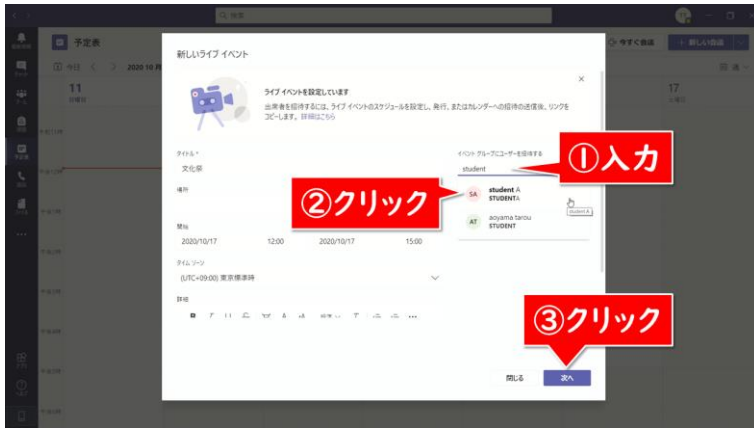 検索
予定表
今すぐ会議
+ 新しい会議
今日
2020 10月
週
11
日曜日
17
土曜日
新しいライブ イベント
ライブ イベントを設定しています
出席者を招待するには、ライブ イベントのスケジュールを設定し、発行、またはカレンダーへの招待の送信後、リンクを
コピーします。 詳細はこちら
タイトル *
文化祭
イベント グループにユーザーを招待する
student
①入力
場所
②クリック
SA
student A
STUDENTA
student A
AT
aoyama tarou
STUDENT
開始
2020/10/17
12:00
2020/10/17
15:00
タイム ゾーン
(UTC+09:00) 東京標準時
詳細
③クリック
閉じる
次へ